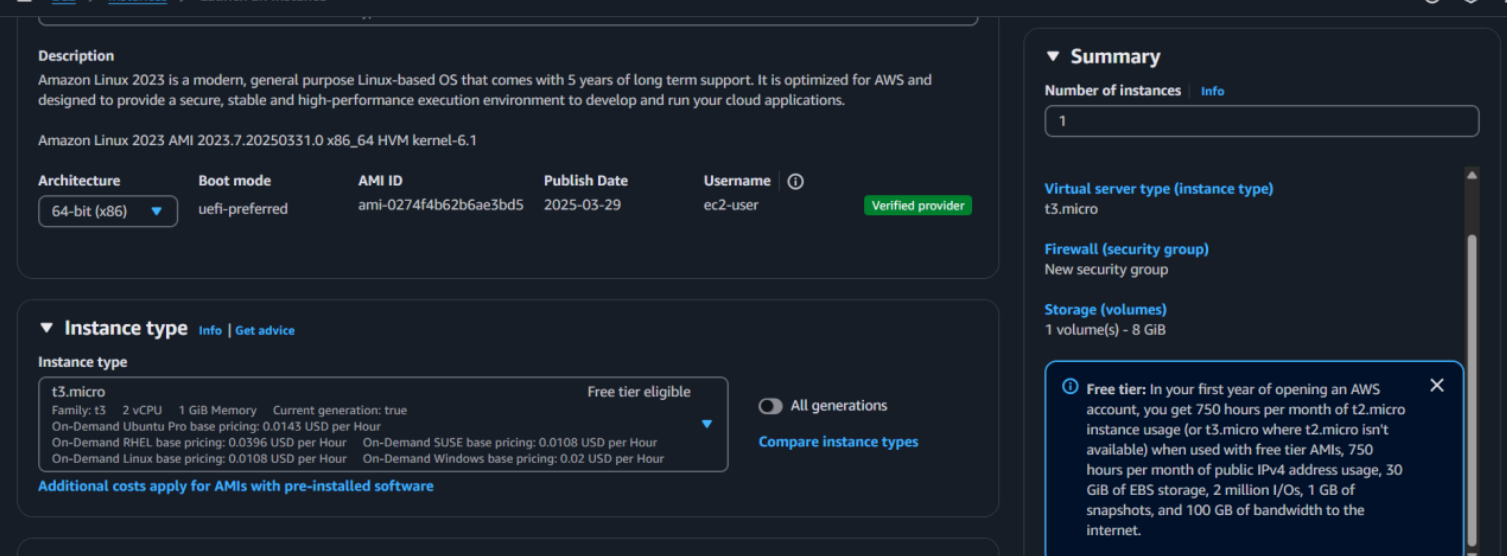 Description
Amazon Linux 2023 is a modern, general purpose Linux-based OS that comes with 5 years of long term support. It is optimized for AWS and
designed to provide a secure, stable and high-performance execution environment to develop and run your cloud applications.
Amazon Linux 2023 AMI 2023.7.20250331.0 x86_64 HVM kernel-6.1
Architecture Boot mode AMI ID Publish Date Username
64-bit (x86) uefi-preferred ami-0274f4b62b6ae3bd5 2025-03-29 ec2-user Verified provider
Instance type Info | Get advice
Instance type
t3.micro Free tier eligible
Family: t3 2 vCPU 1 GiB Memory Current generation: true
On-Demand Ubuntu Pro base pricing: 0.0143 USD per Hour
On-Demand RHEL base pricing: 0.0396 USD per Hour On-Demand SUSE base pricing: 0.0108 USD per Hour
On-Demand Linux base pricing: 0.0108 USD per Hour On-Demand Windows base pricing: 0.02 USD per Hour
All generations
Compare instance types
Additional costs apply for AMIs with pre-installed software
Summary
Number of instances Info
1
Virtual server type (instance type)
t3.micro
Firewall (security group)
New security group
Storage (volumes)
1 volume(s) - 8 GiB
Free tier: In your first year of opening an AWS
account, you get 750 hours per month of t2.micro
instance usage (or t3.micro where t2.micro isn't
available) when used with free tier AMIs, 750
hours per month of public IPv4 address usage, 30
GiB of EBS storage, 2 million I/Os, 1 GB of
snapshots, and 100 GB of bandwidth to the
internet.